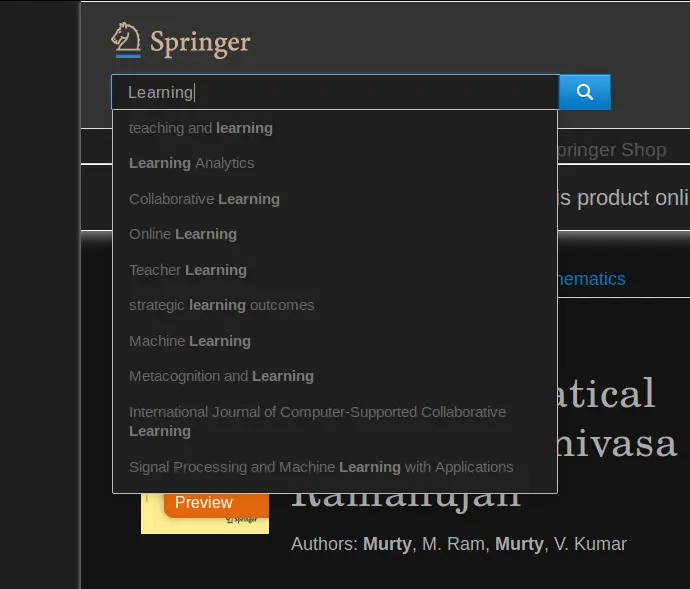 Springer
Learning
teaching and learning
Learning Analytics
Collaborative Learning
Online Learning
Teacher Learning
strategic learning outcomes
Machine Learning
Metacognition and Learning
International Journal of Computer-Supported Collaborative
Learning
Signal Processing and Machine Learning with Applications
pringer Shop
is product onli
hematics
atical
nivasa
Ramanujan
Preview
Springer
Authors: Murty, M. Ram, Murty, V. Kumar